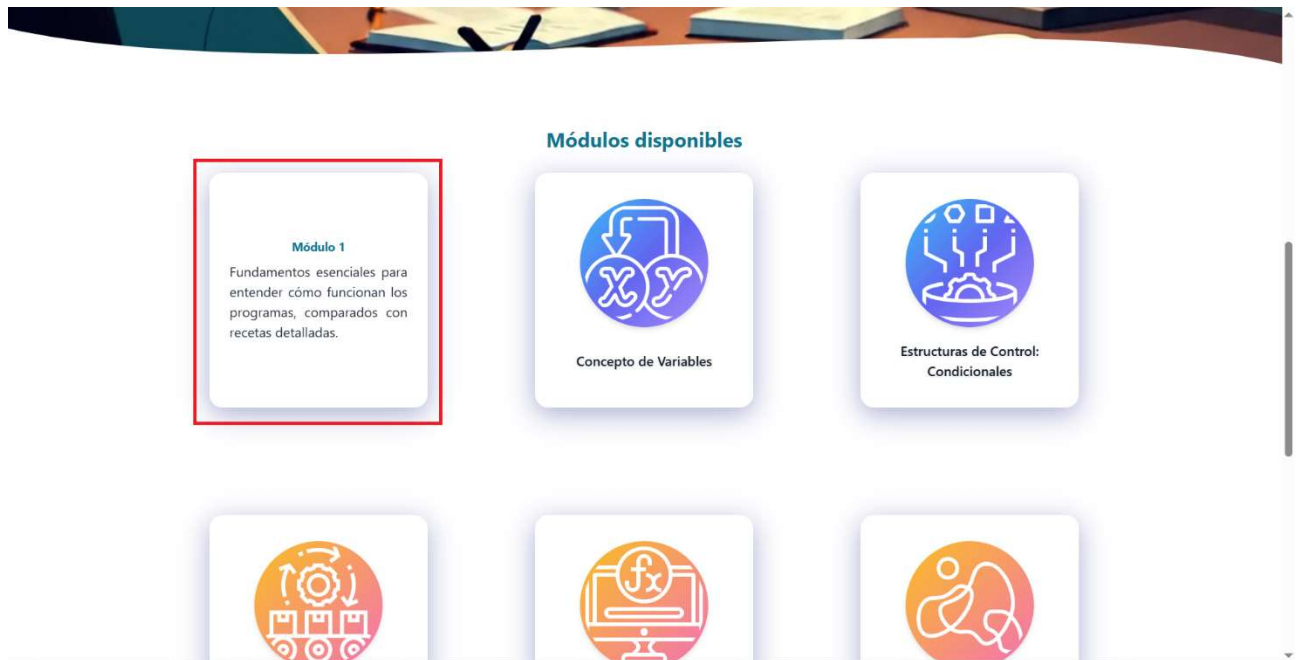 Módulos disponibles
Módulo 1
Fundamentos esenciales para
entender cómo funcionan los
programas, comparados con
recetas detalladas.
X Y
Concepto de Variables
Estructuras de Control:
Condicionales
fx